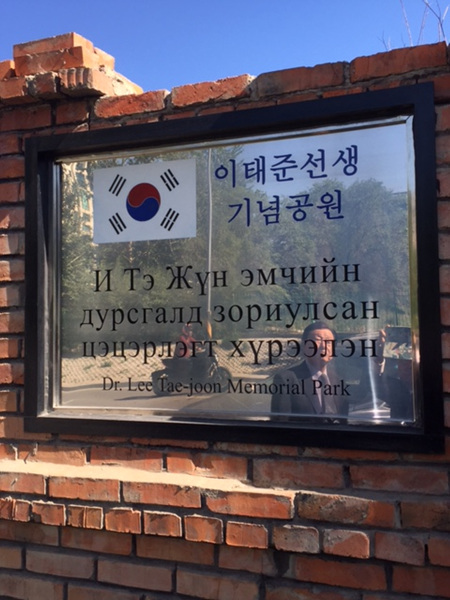 이태준선생
기념공원
И Тэ Жүн эмчийн
дурсгалд зориулсан
цэцэрлэгт хүрээлэн
Dr. Lee Tae-joon Memorial Park